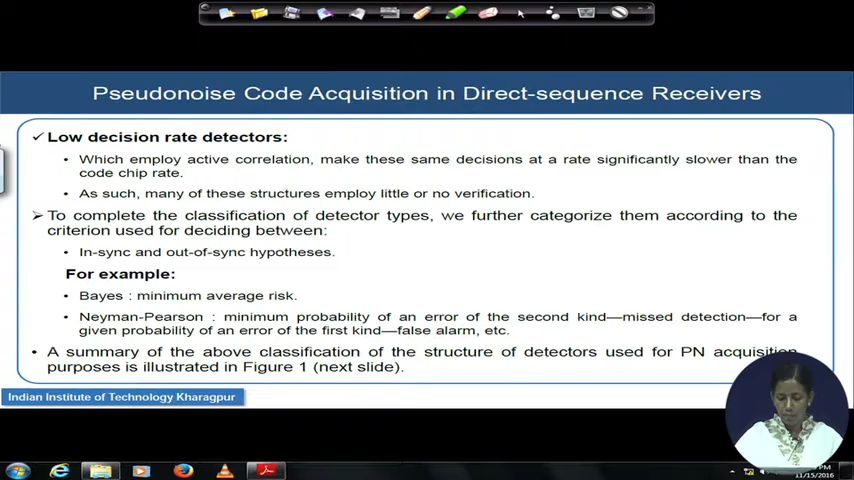 Pseudonoise Code Acquisition in Direct-sequence Receivers
✓ Low decision rate detectors:
• Which employ active correlation, make these same decisions at a rate significantly slower than the
code chip rate.
• As such, many of these structures employ little or no verification.
➢ To complete the classification of detector types, we further categorize them according to the
criterion used for deciding between:
• In-sync and out-of-sync hypotheses.
For example:
• Bayes : minimum average risk.
• Neyman-Pearson : minimum probability of an error of the second kind—missed detection—for a
given probability of an error of the first kind—false alarm, etc.
• A summary of the above classification of the structure of detectors used for PN acquisition
purposes is illustrated in Figure 1 (next slide).
Indian Institute of Technology Kharagpur
PM
11/15/2016